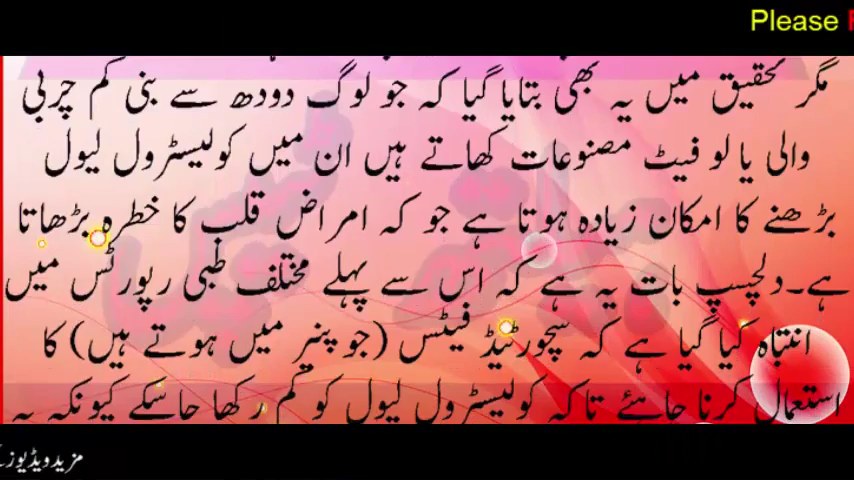 Please
مگر تحقیق میں یہ بھی بتایا گیا کہ جو لوگ دودھ سے بنی کم چربی
والی یا لو فیٹ مصنوعات کھاتے ہیں ان میں کولیسٹرول لیول
بڑھنے کا امکان زیادہ ہوتا ہے جو کہ امراض قلب کا خطرہ بڑھاتا
ہے۔ دلچسپ بات یہ ہے کہ اس سے پہلے مختلف طبی رپورٹس میں
انتباہ کیا گیا ہے کہ سچورٹیڈ فیٹس (جو پنیر میں ہوتے ہیں) کا
استعمال کرنا چاہئے تاکہ کولیسٹرول لیول کو کم رکھا جاسکے کیونکہ یہ
مزید ویڈیوز